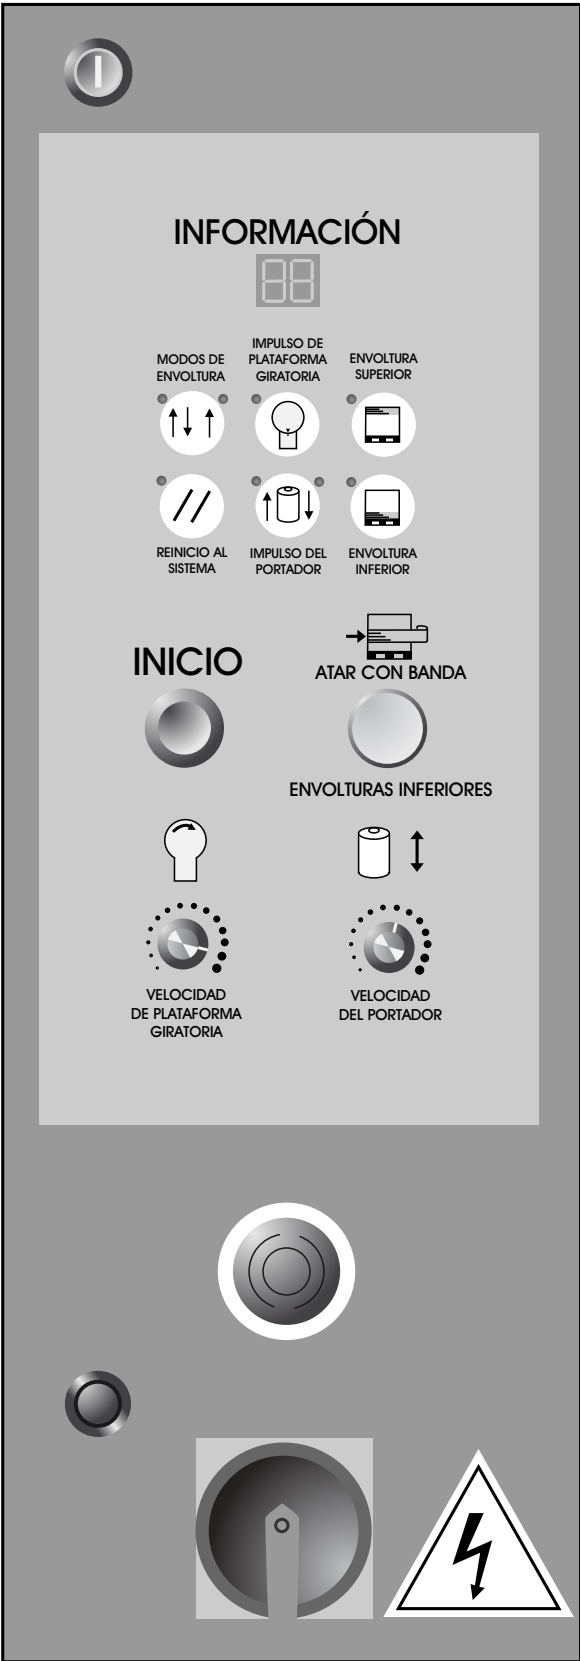 INFORMACIÓN
MODOS DE
ENVOLTURA
IMPULSO DE
PLATAFORMA
GIRATORIA
ENVOLTURA
SUPERIOR
REINICIO AL
SISTEMA
IMPULSO DEL
PORTADOR
ENVOLTURA
INFERIOR
INICIO
ATAR CON BANDA
ENVOLTURAS INFERIORES
VELOCIDAD
DE PLATAFORMA
GIRATORIA
VELOCIDAD
DEL PORTADOR